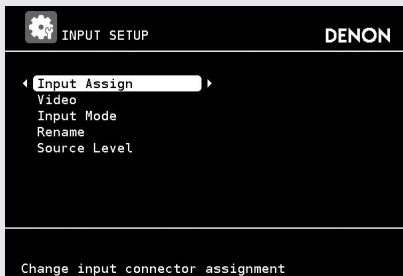 INPUT SETUP
DENON
Input Assign
Video
Input Mode
Rename
Source Level
Change input connector assignment